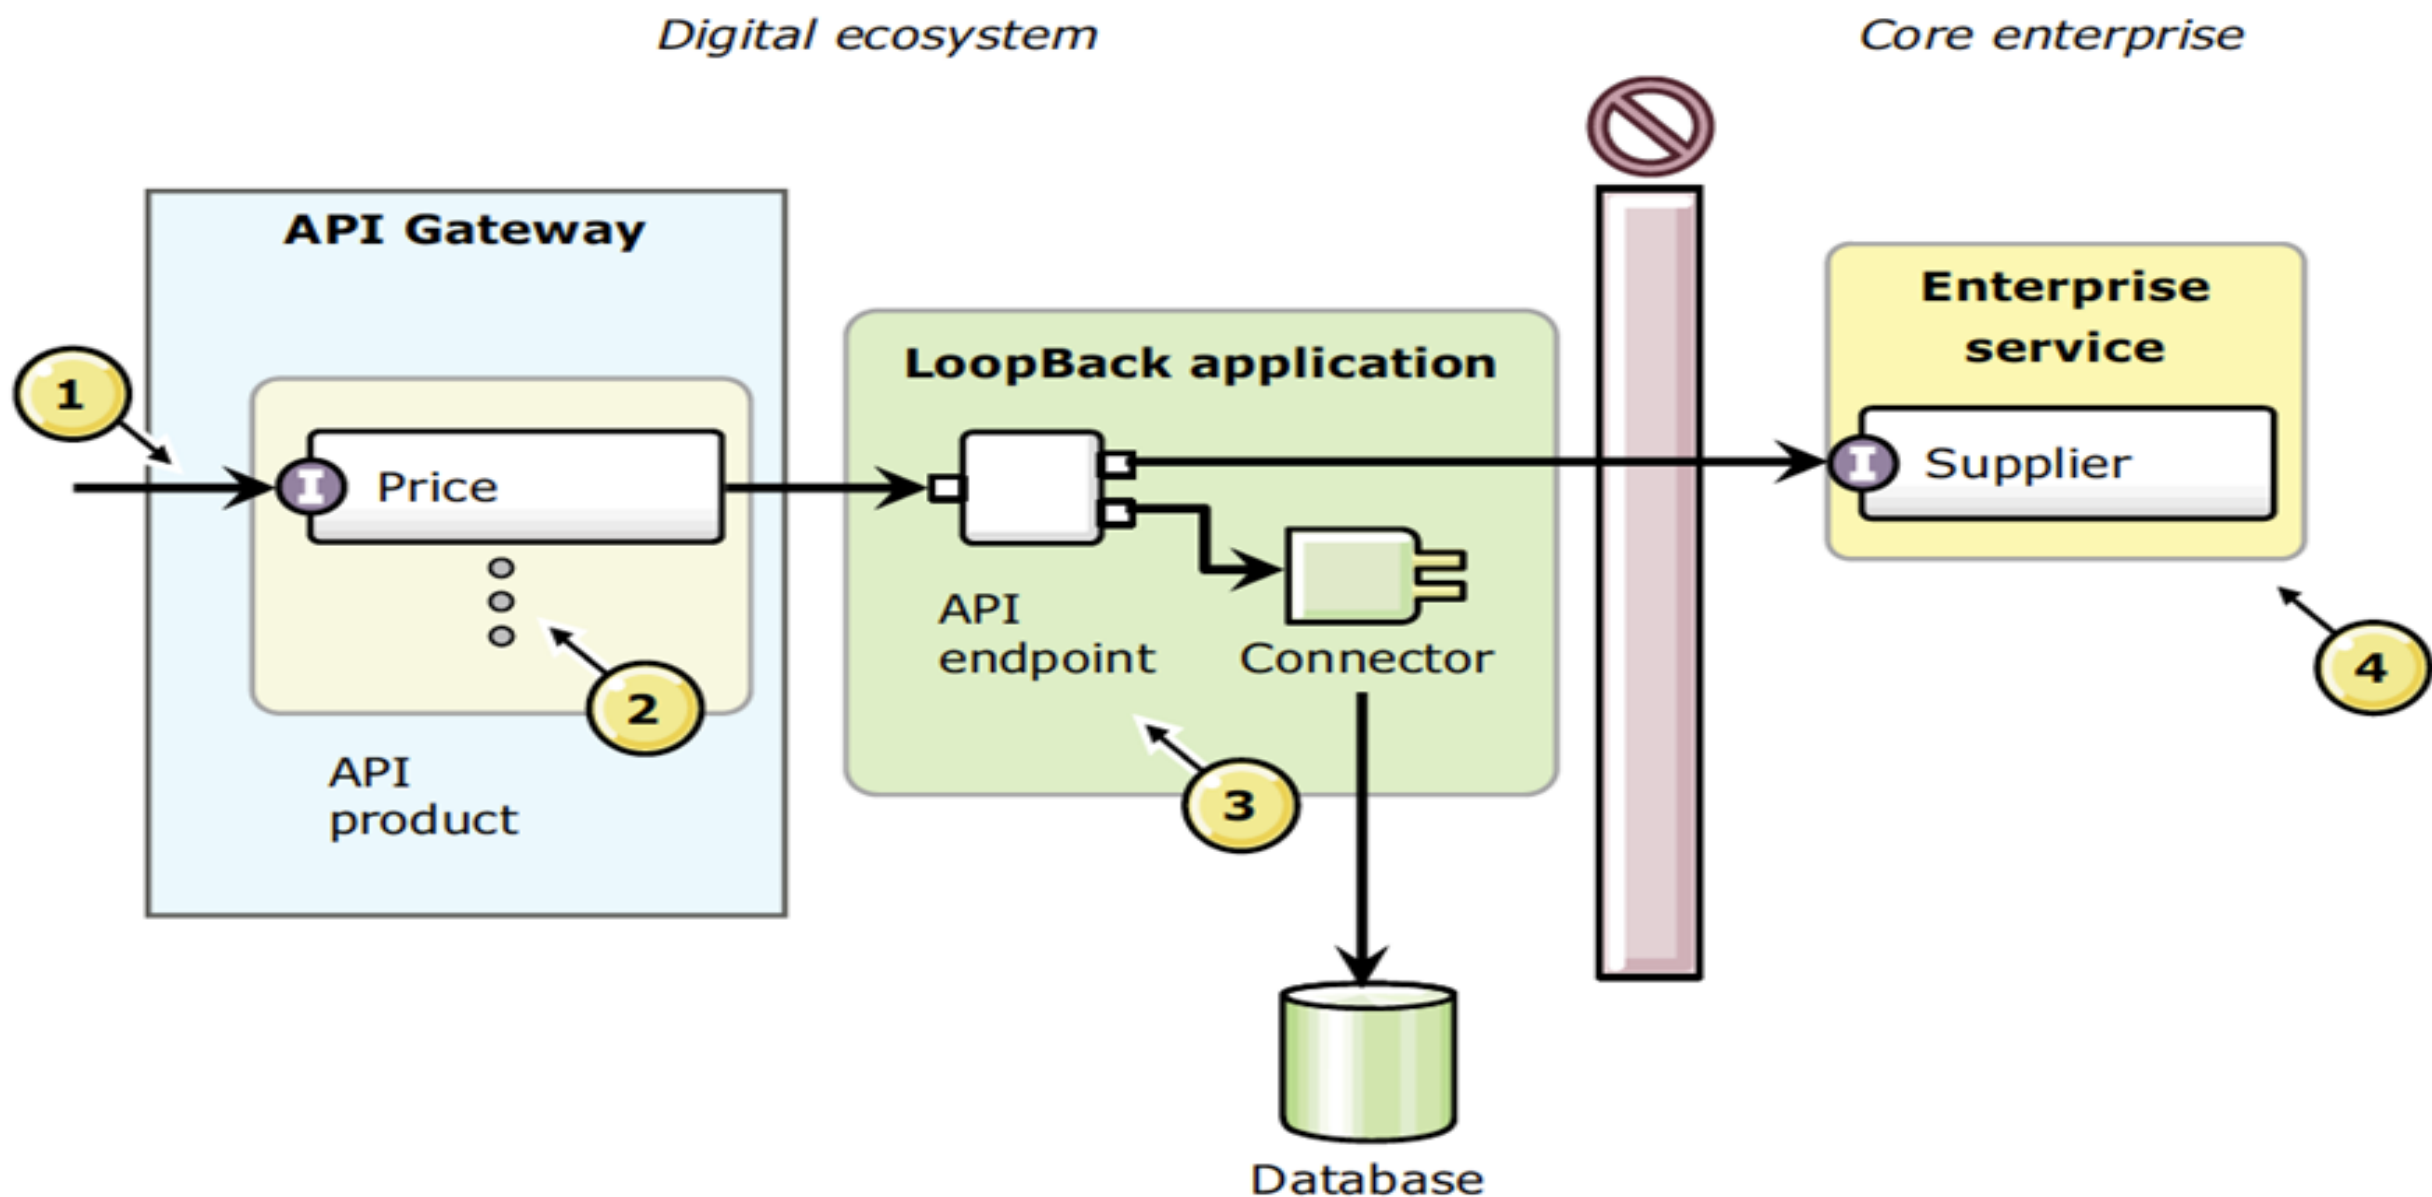 Digital ecosystem
Core enterprise
API Gateway
1
I Price
2
API
product
LoopBack application
API
endpoint
Connector
3
Database
Enterprise
service
I Supplier
4